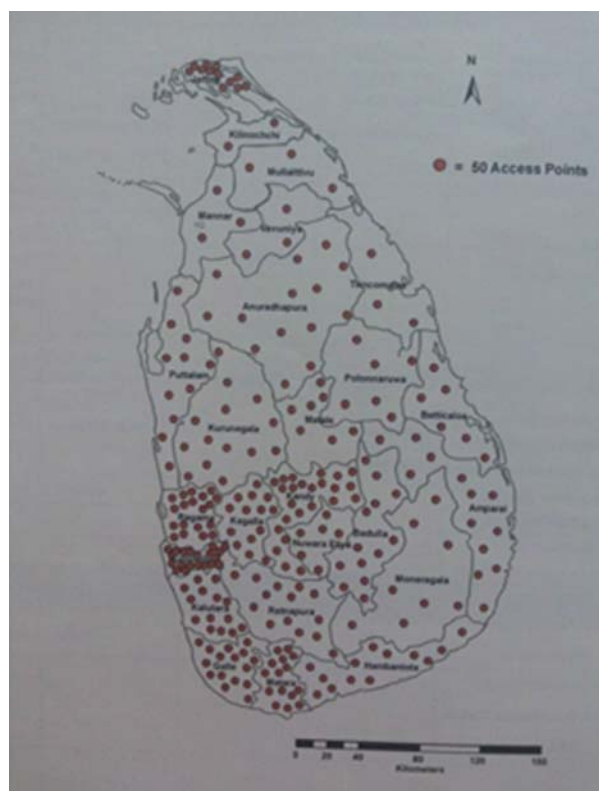 N
= 50 Access Points
Kilinochchi
Mullaitivu
Mannar
Vavuniya
Trincomalee
Anuradhapura
Puttalam
Polonnaruwa
Batticaloa
Kurunegala
Matale
Kandy
Ampara
Kegalla
Nuwara Eliya
Badulla
Moneragala
Kalutara
Ratnapura
Galle
Matara
Hambantota
0 20 40 80 120 160
Kilometers